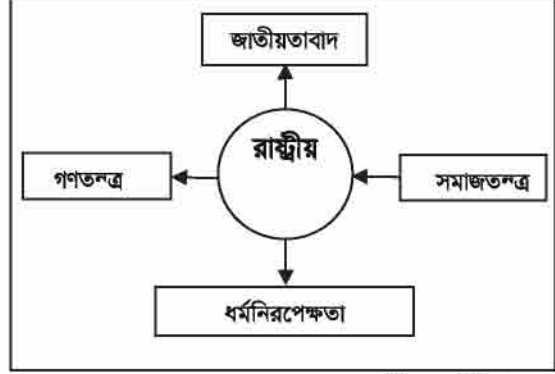 জাতীয়তাবাদ
রাষ্ট্রীয়
গণতন্ত্র
সমাজতন্ত্র
ধর্মনিরপেক্ষতা